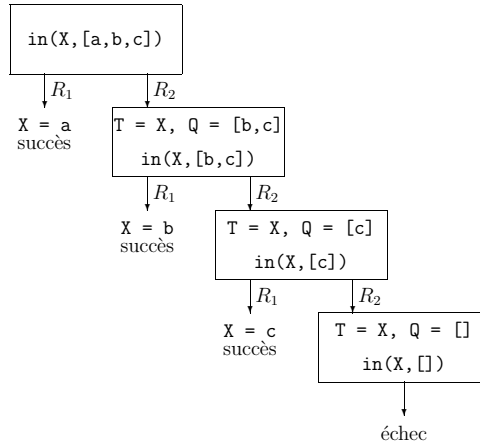 in(X,[a,b,c])
R1 R2
X = a
succès
T = X, Q = [b,c]
in(X,[b,c])
R1 R2
X = b
succès
T = X, Q = [c]
in(X,[c])
R1 R2
X = c
succès
T = X, Q = []
in(X,[])
échec